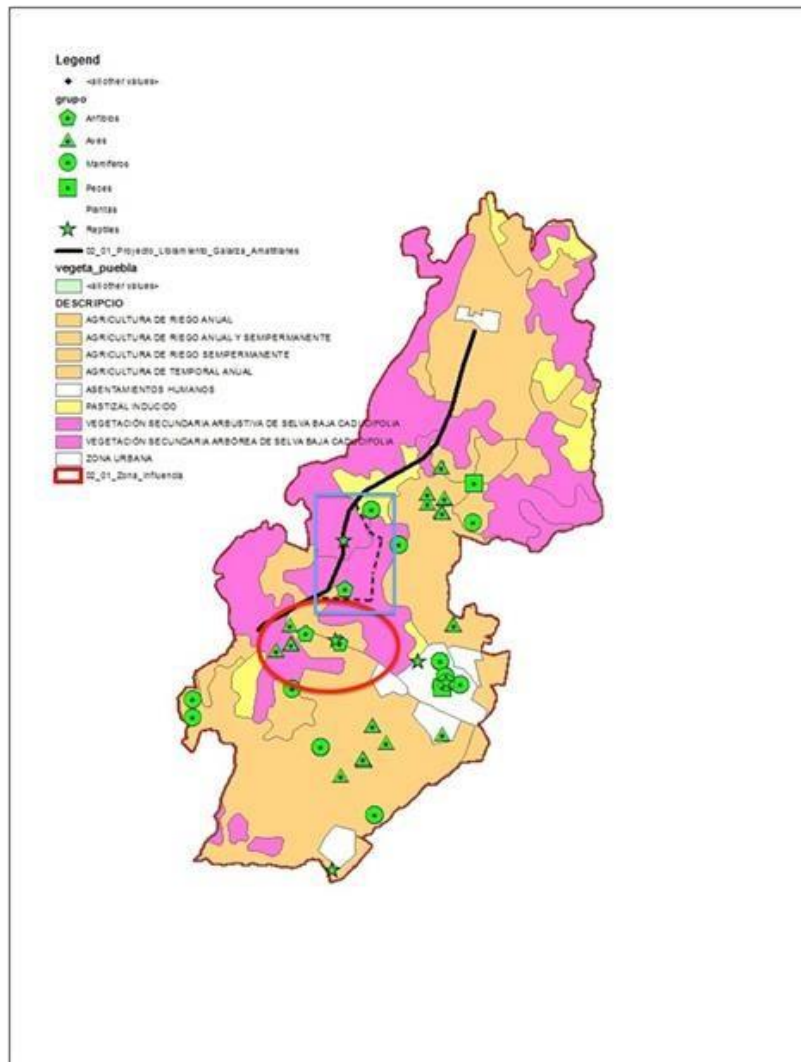 Legend
<all other values>
grupo
Anfibios
Aves
Mamíferos
Peces
Plantas
Reptiles
02_01_Proyecto_Libramiento_Galarza_Amatitlanes
vegeta_puebla
<all other values>
DESCRIPCIO
AGRICULTURA DE RIEGO ANUAL
AGRICULTURA DE RIEGO ANUAL Y SEMIPERMANENTE
AGRICULTURA DE RIEGO SEMIPERMANENTE
AGRICULTURA DE TEMPORAL ANUAL
ASENTAMIENTOS HUMANOS
PASTIZAL INDUCIDO
VEGETACIÓN SECUNDARIA ARBUSTIVA DE SELVA BAJA CADUCIFOLIA
VEGETACIÓN SECUNDARIA ARBÓREA DE SELVA BAJA CADUCIFOLIA
ZONA URBANA
02_01_Zona_Influencia